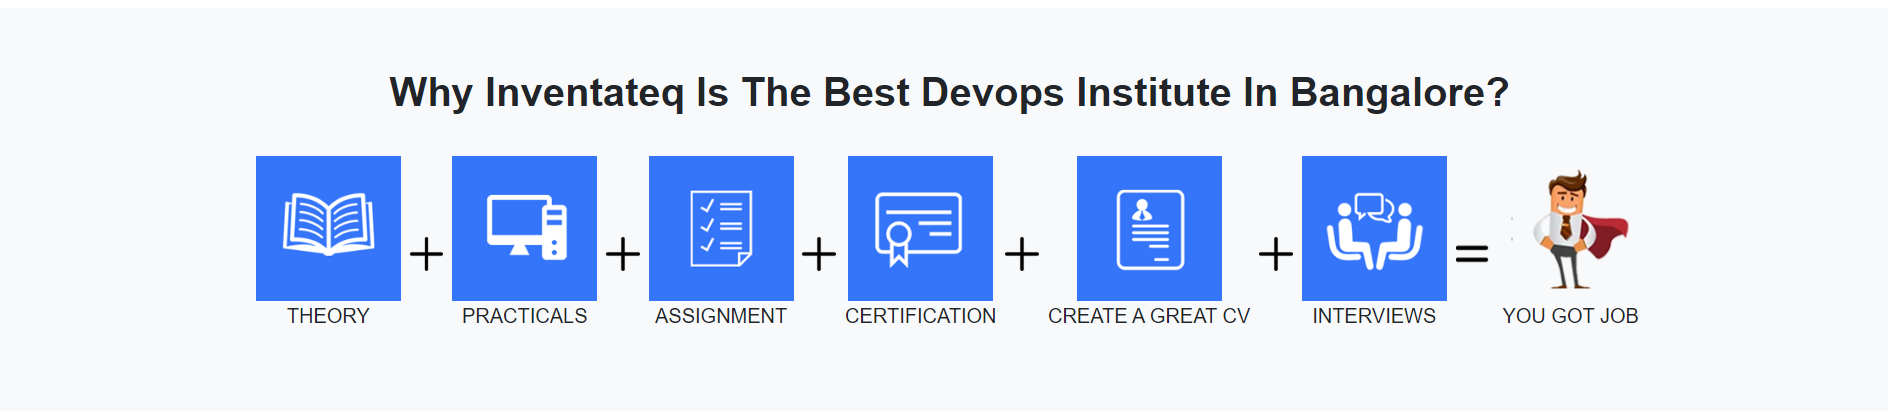 Why Inventateq Is The Best Devops Institute In Bangalore?
THEORY + PRACTICALS + ASSIGNMENT + CERTIFICATION + CREATE A GREAT CV + INTERVIEWS = YOU GOT JOB